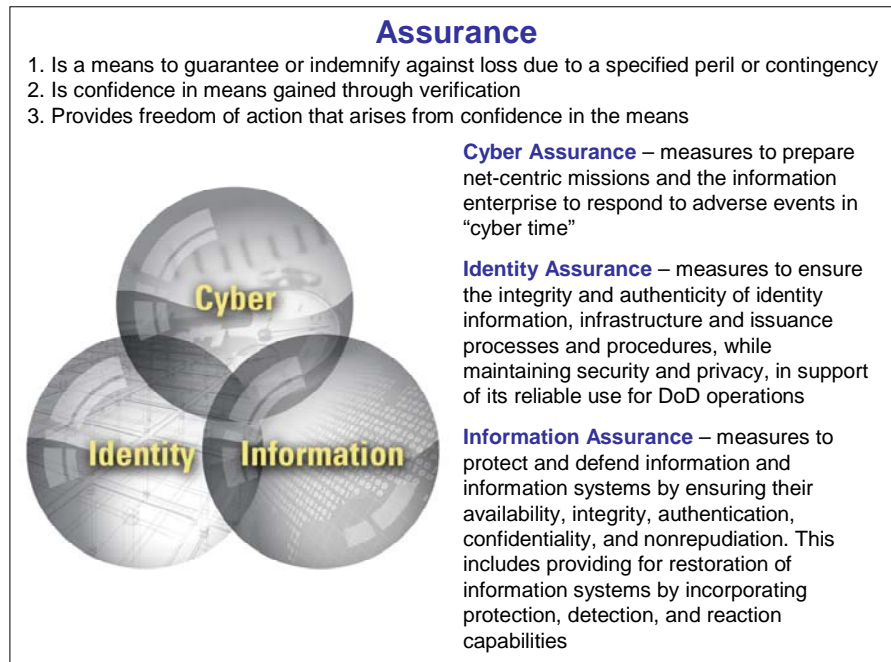 Assurance
1. Is a means to guarantee or indemnify against loss due to a specified peril or contingency
2. Is confidence in means gained through verification
3. Provides freedom of action that arises from confidence in the means
Cyber Assurance – measures to prepare
net-centric missions and the information
enterprise to respond to adverse events in
“cyber time”
Identity Assurance – measures to ensure
the integrity and authenticity of identity
information, infrastructure and issuance
processes and procedures, while
maintaining security and privacy, in support
of its reliable use for DoD operations
Information Assurance – measures to
protect and defend information and
information systems by ensuring their
availability, integrity, authentication,
confidentiality, and nonrepudiation. This
includes providing for restoration of
information systems by incorporating
protection, detection, and reaction
capabilities
Cyber
Identity
Information